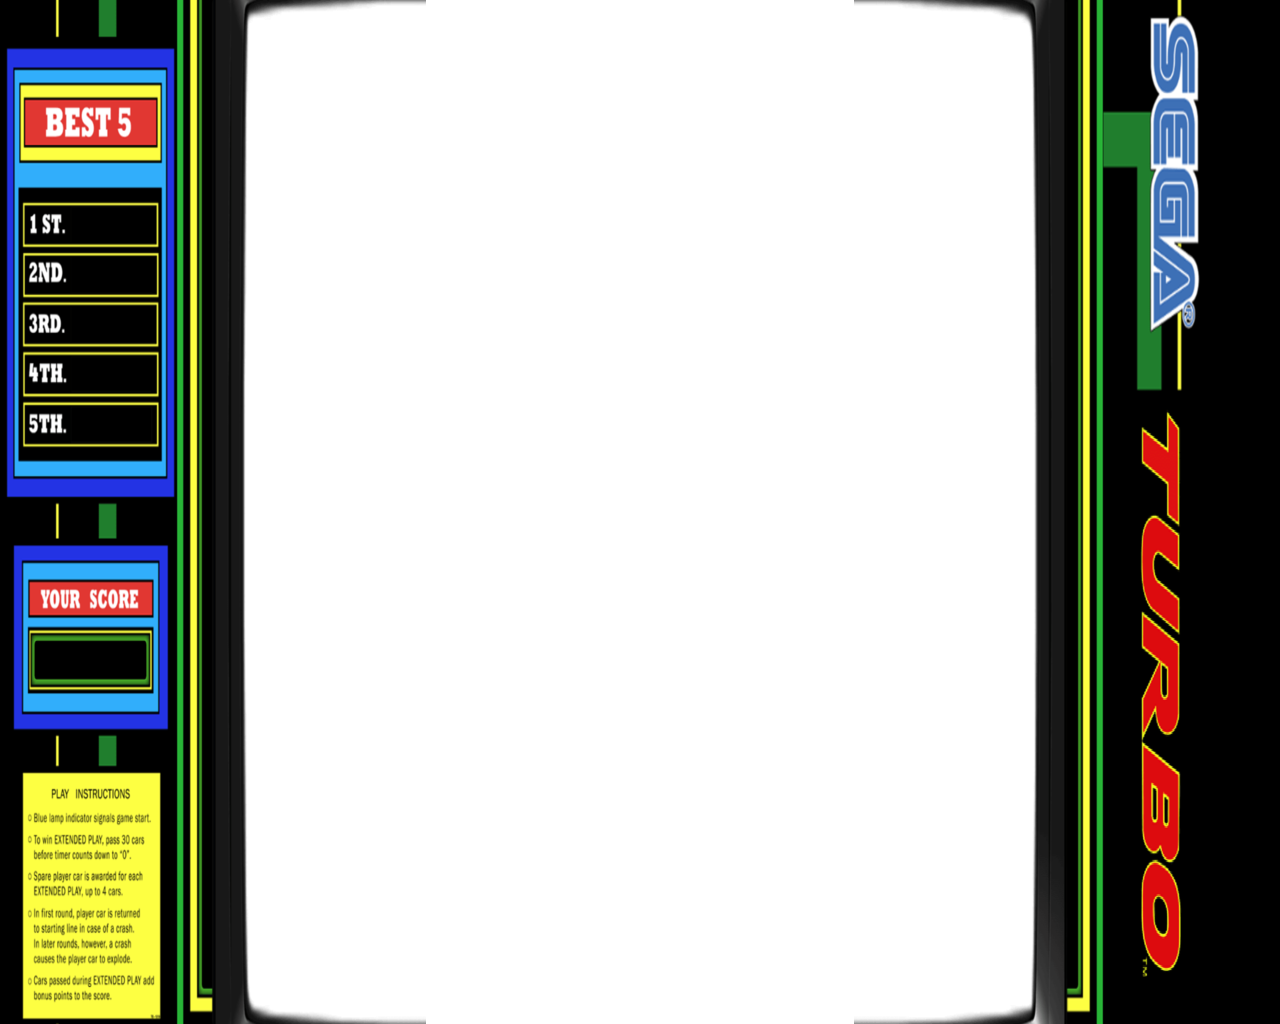 BEST 5
1 ST.
2ND.
3RD.
4TH.
5TH.
YOUR SCORE
PLAY INSTRUCTIONS
○ Blue lamp indicator signals game start.
○ To win EXTENDED PLAY, pass 30 cars
before timer counts down to "0".
○ Spare player car is awarded for each
EXTENDED PLAY, up to 4 cars.
○ In first round, player car is returned
to starting line in case of a crash.
In later rounds, however, a crash
causes the player car to explode.
○ Cars passed during EXTENDED PLAY add
bonus points to the score.
SEGA®
TURBO™